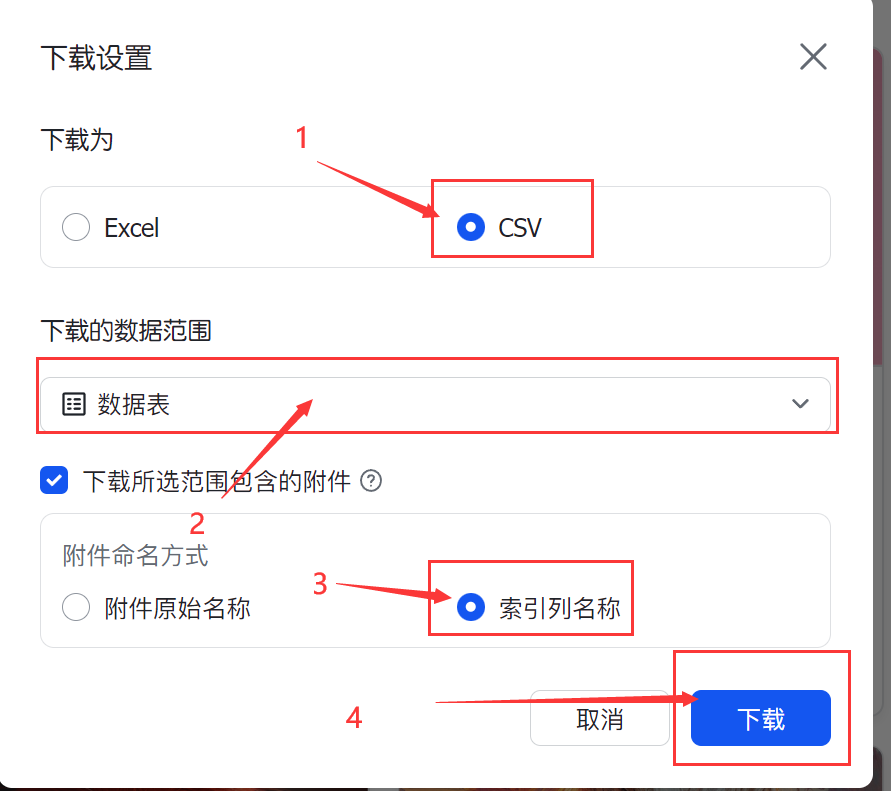 下载设置
下载为
1
Excel
CSV
下载的数据范围
数据表
下载所选范围包含的附件 ?
2
附件命名方式
3
附件原始名称
索引列名称
4
取消
下载